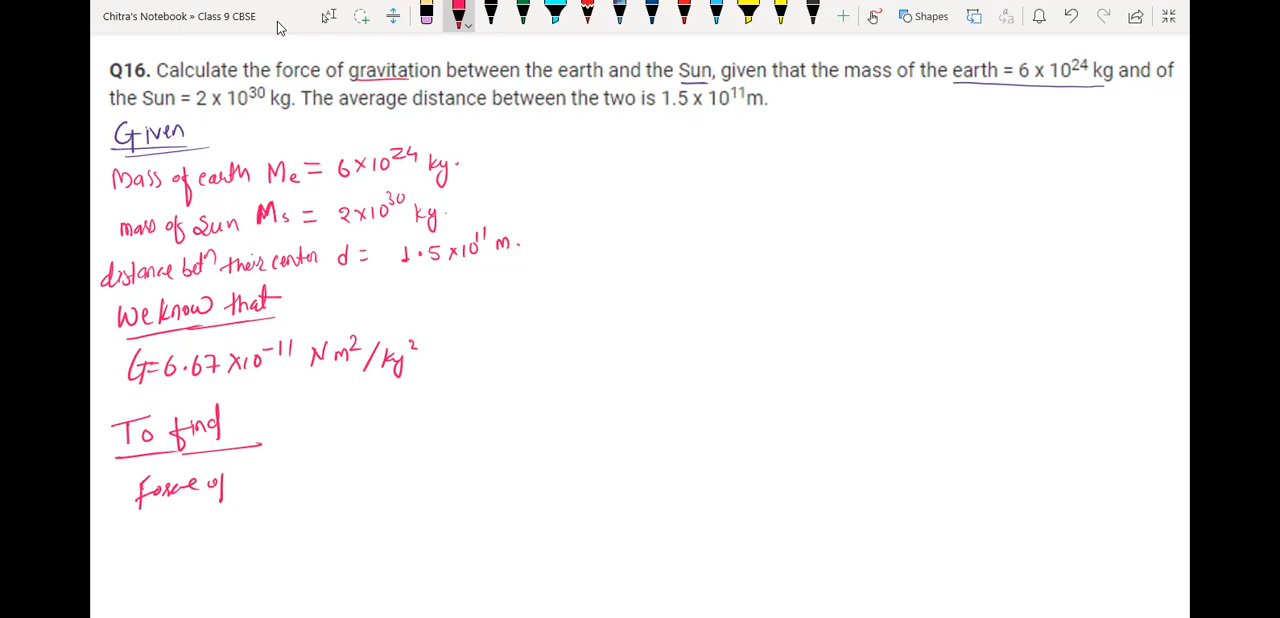 Chitra's Notebook » Class 9 CBSE
Shapes
Q16. Calculate the force of gravitation between the earth and the Sun, given that the mass of the earth = 6 x 10²⁴ kg and of
the Sun = 2 x 10³⁰ kg. The average distance between the two is 1.5 x 10¹¹m.
Given
Mass of earth Me = 6×10²⁴ kg.
mass of Sun Ms = 2×10³⁰ kg.
distance betⁿ their center d = 1.5×10¹¹ m.
We know that
G=6.67×10⁻¹¹ Nm²/kg²
To find
Force of